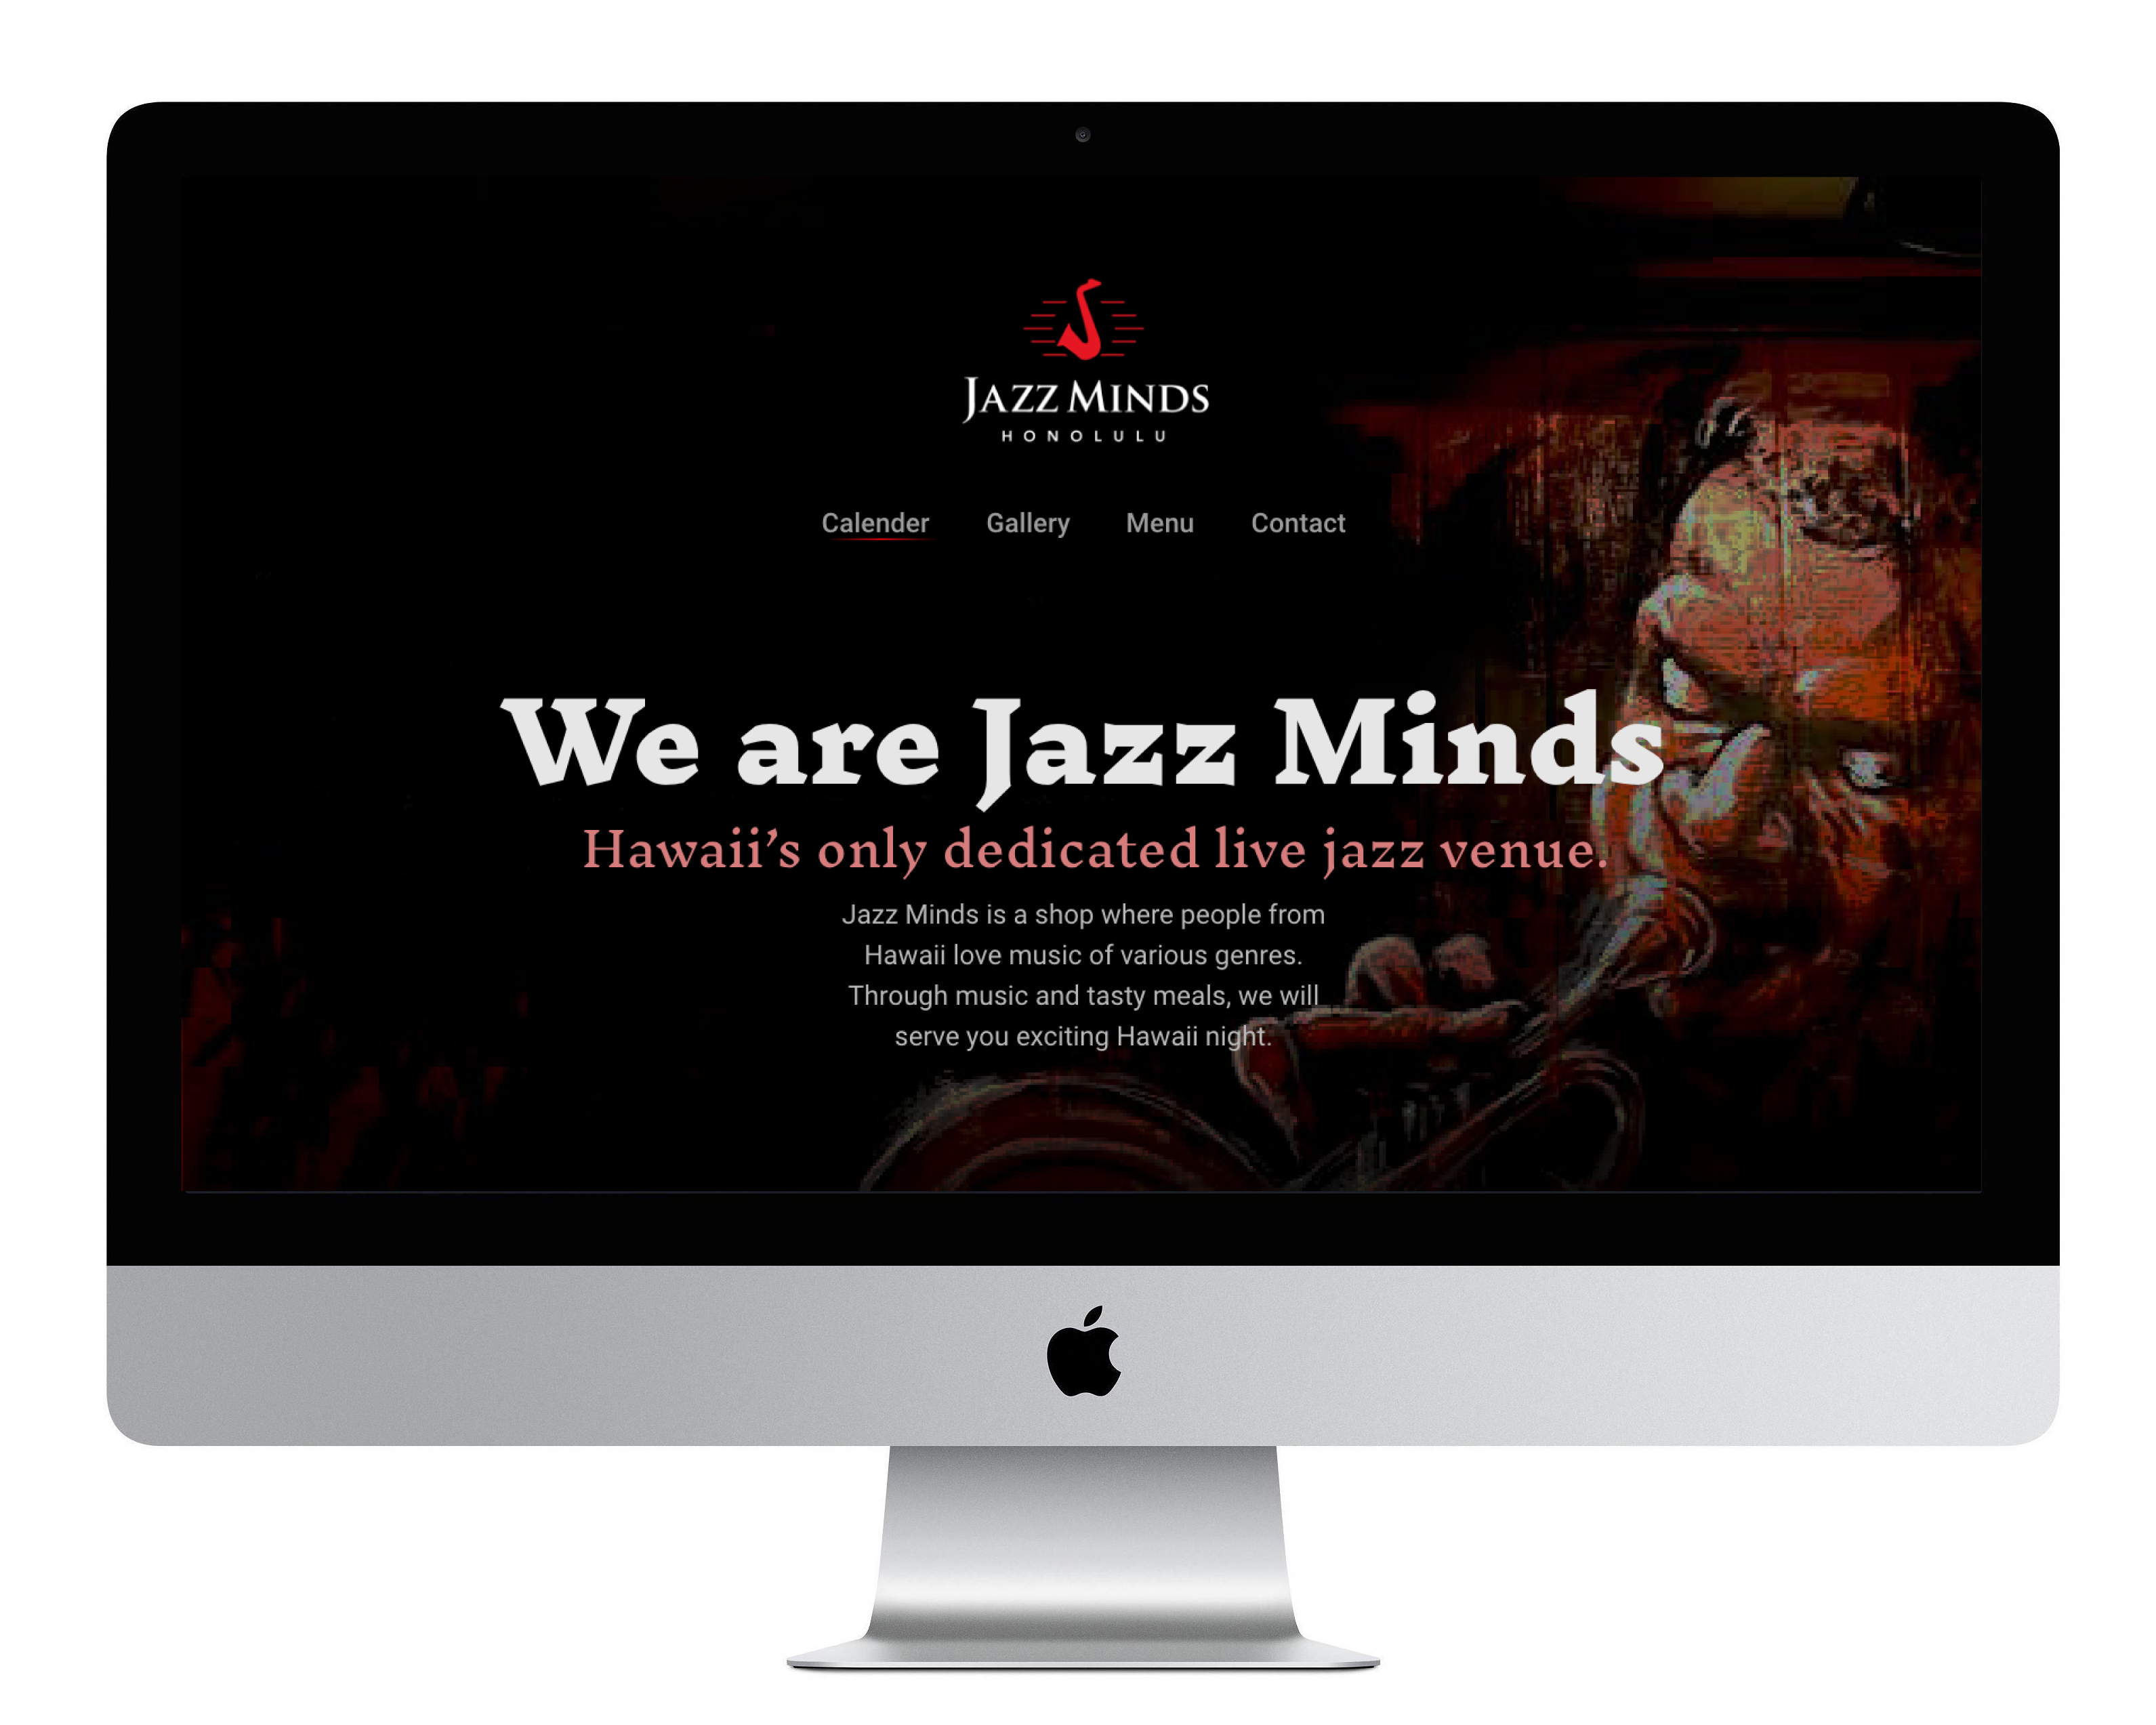 JAZZ MINDS
HONOLULU
Calender Gallery Menu Contact
We are Jazz Minds
Hawaii’s only dedicated live jazz venue.
Jazz Minds is a shop where people from
Hawaii love music of various genres.
Through music and tasty meals, we will
serve you exciting Hawaii night.